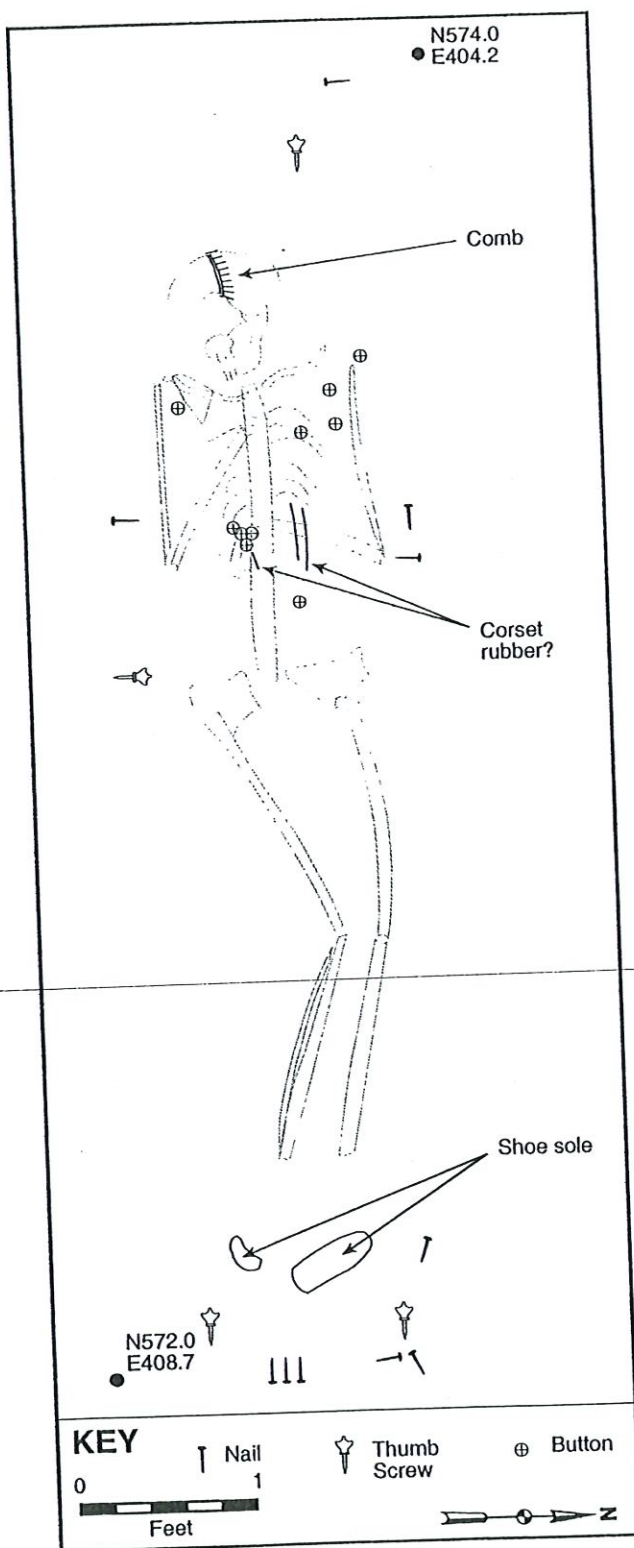 N574.0
E404.2
Comb
Corset
rubber?
Shoe sole
N572.0
E408.7
KEY
Nail
Thumb
Screw
Button
0 1
Feet
N